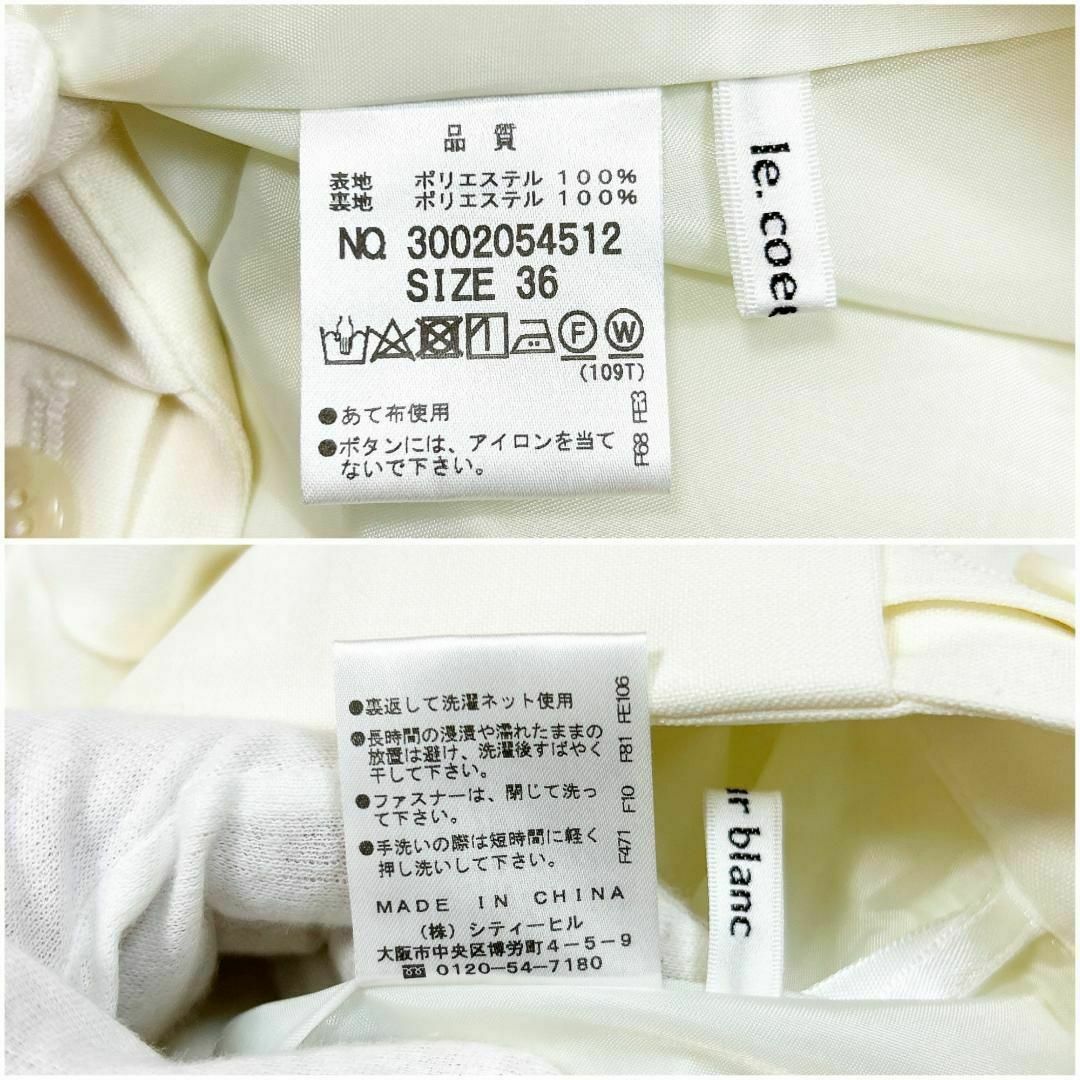 品質
表地 ポリエステル 100%
裏地 ポリエステル 100%
NO. 3002054512
SIZE 36
F W
(109T)
●あて布使用
●ボタンには、アイロンを当て
ないで下さい。
F68 FE13
le.coeu
●裏返して洗濯ネット使用
●長時間の浸漬や濡れたままの
放置は避け、洗濯後すばやく
干して下さい。
●ファスナーは、閉じて洗っ
て下さい。
●手洗いの際は短時間に軽く
押し洗いして下さい。
F471 F10 F81 FE106
MADE IN CHINA
(株)シティーヒル
大阪市中央区博労町4-5-9
0120-54-7180
ur blanc